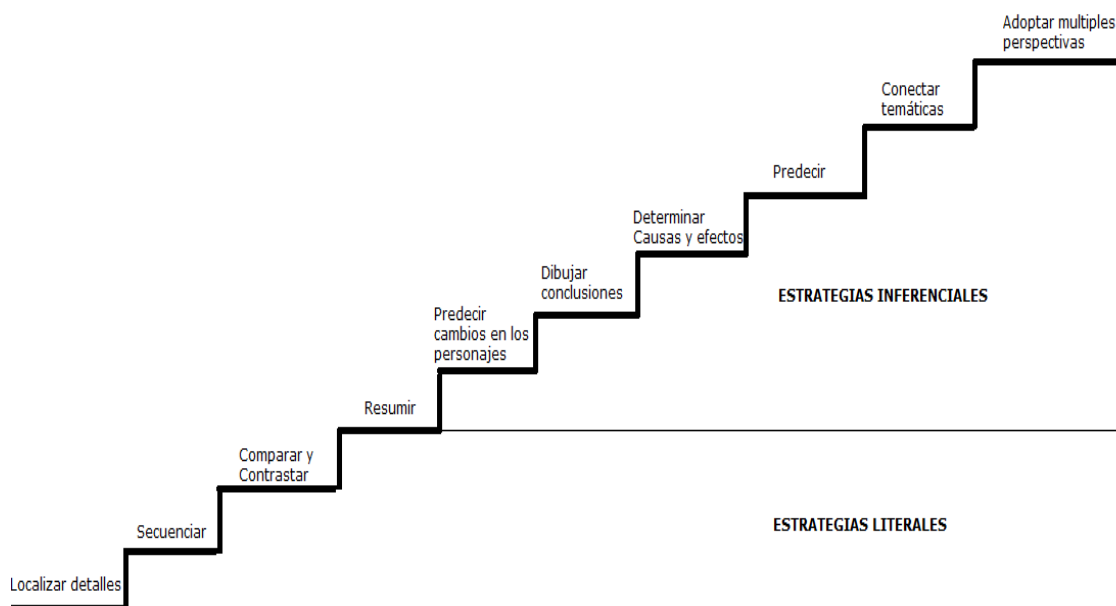 Adoptar multiples
perspectivas
Conectar
temáticas
Predecir
Determinar
Causas y efectos
Dibujar
conclusiones
ESTRATEGIAS INFERENCIALES
Predecir
cambios en los
personajes
Resumir
Comparar y
Contrastar
ESTRATEGIAS LITERALES
Secuenciar
Localizar detalles